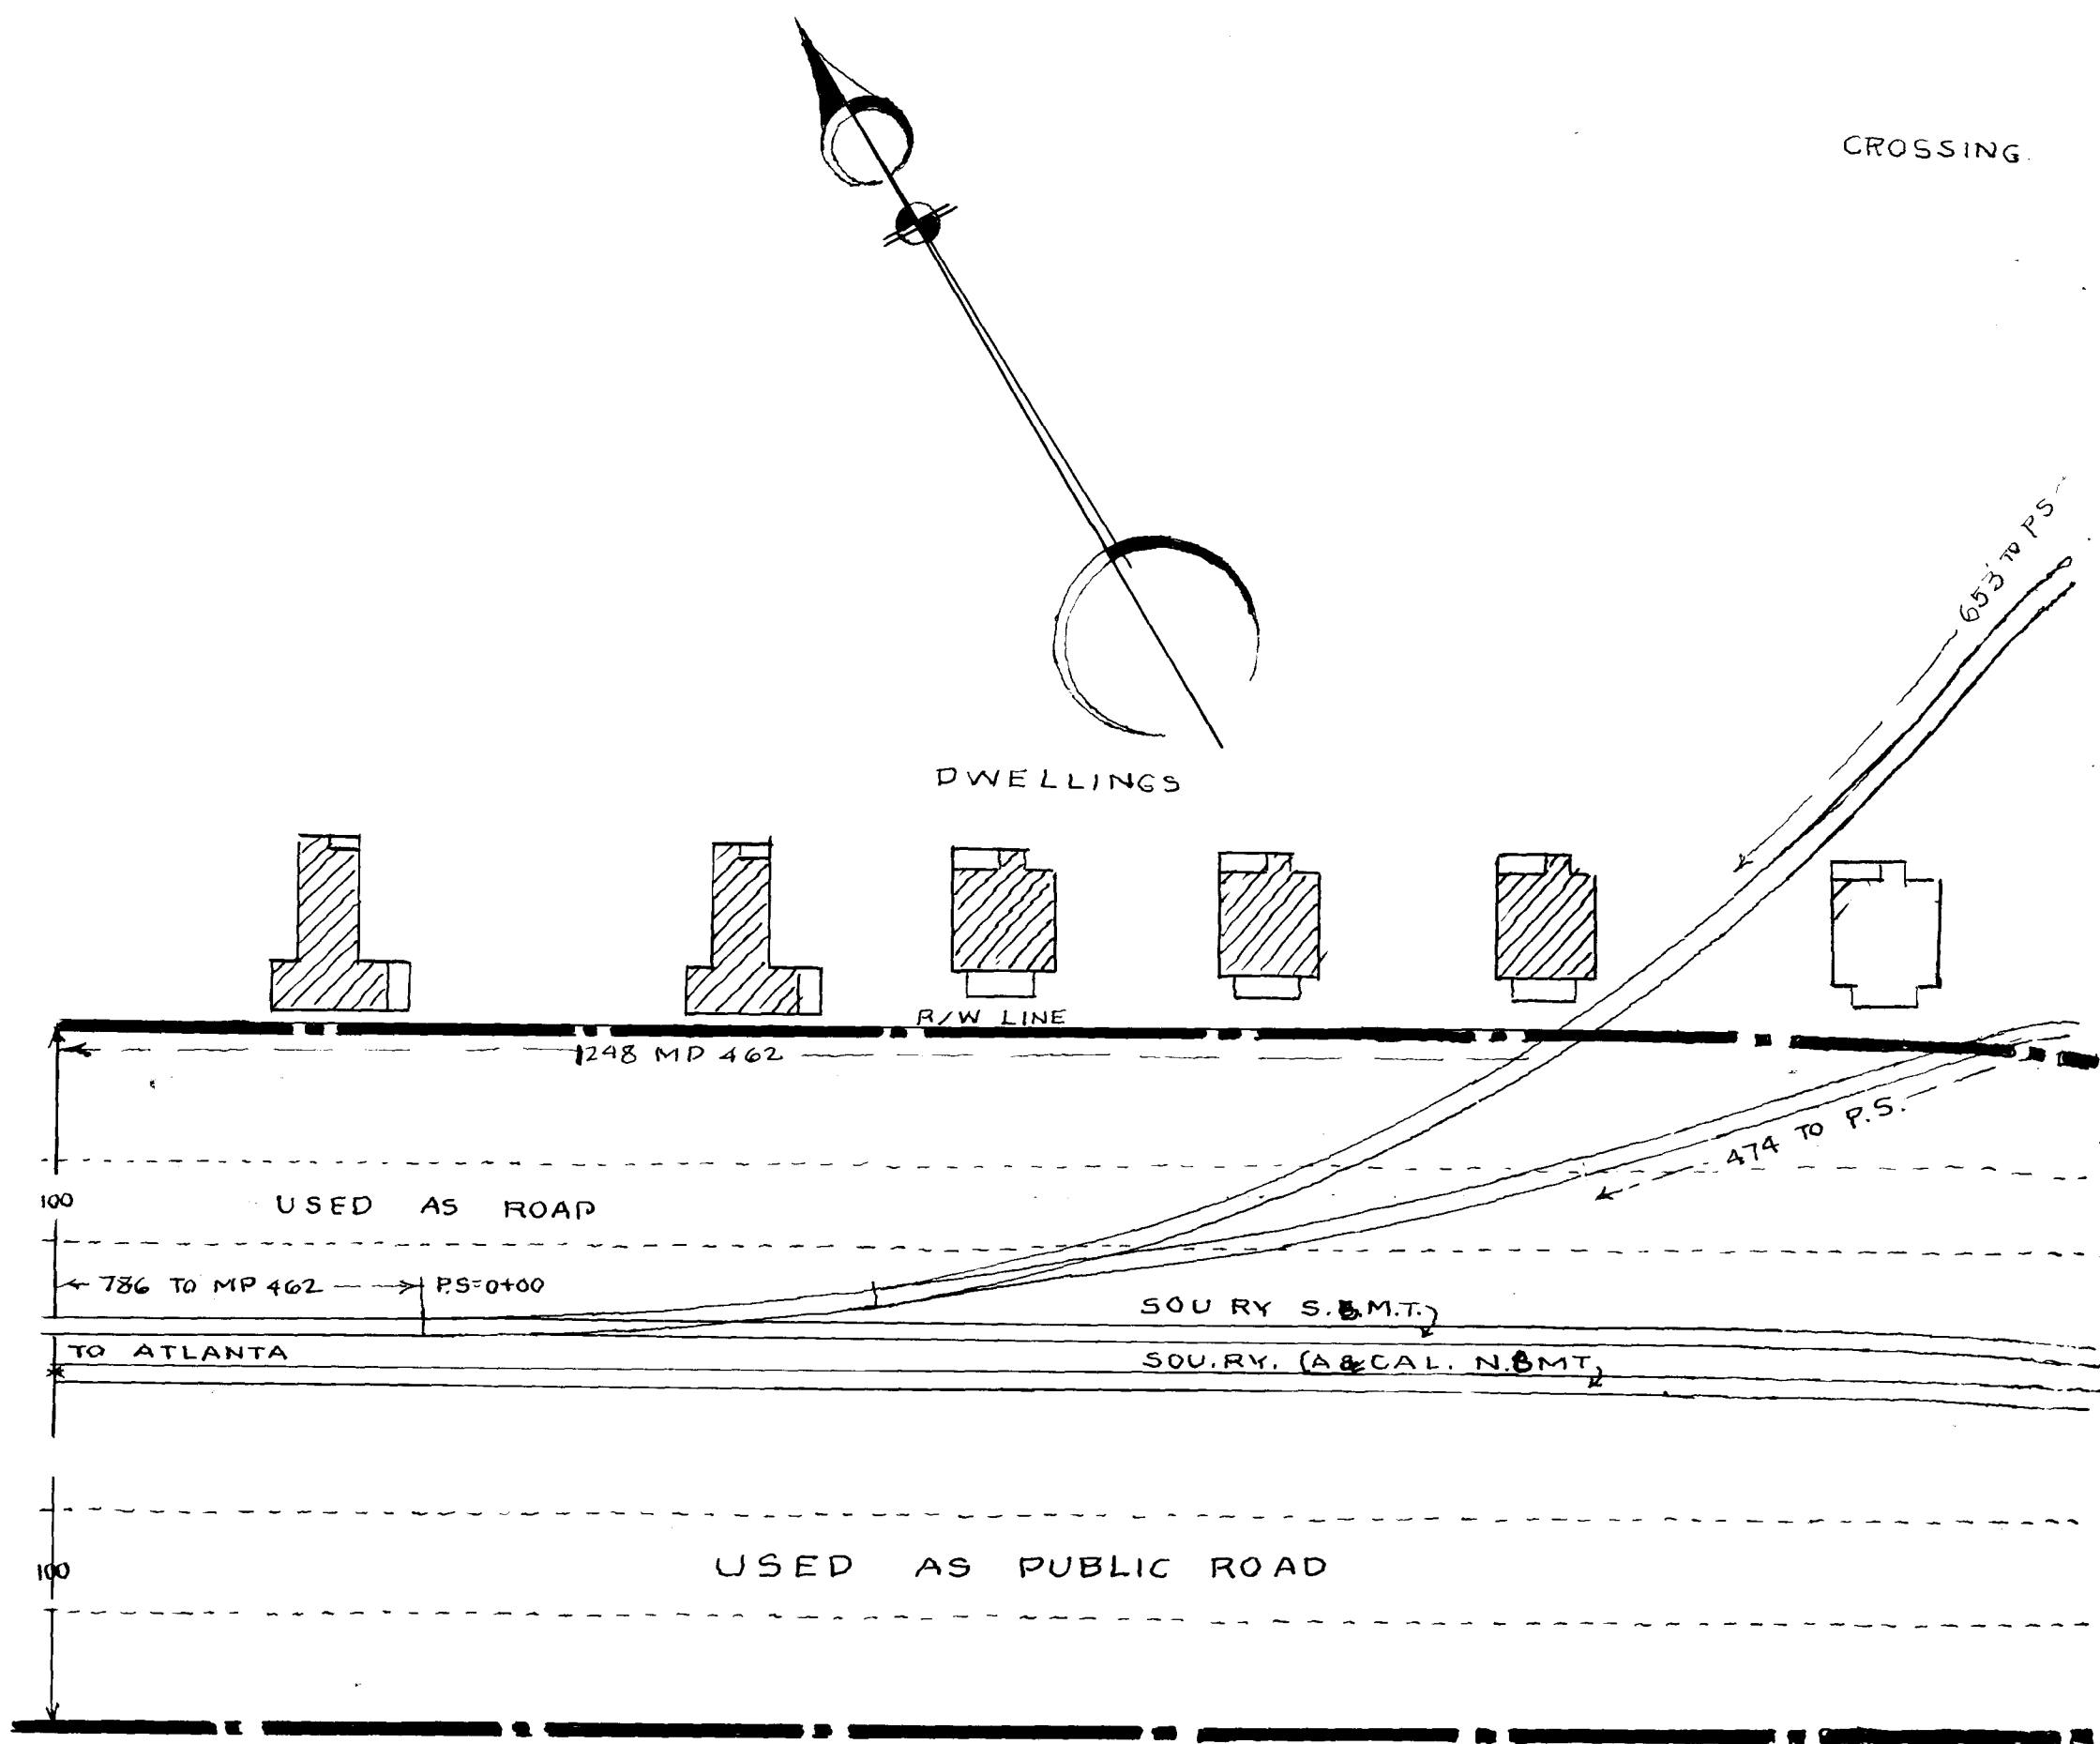 CROSSING
653' TO PS
DWELLINGS
R/W LINE
1248 MP 462
474 TO P.S.
100
USED AS ROAD
786 TO MP 462
P.S=0+00
SOU RY S.B.M.T.
TO ATLANTA
SOU.RY. (A & CAL. N.BMT)
100
USED AS PUBLIC ROAD